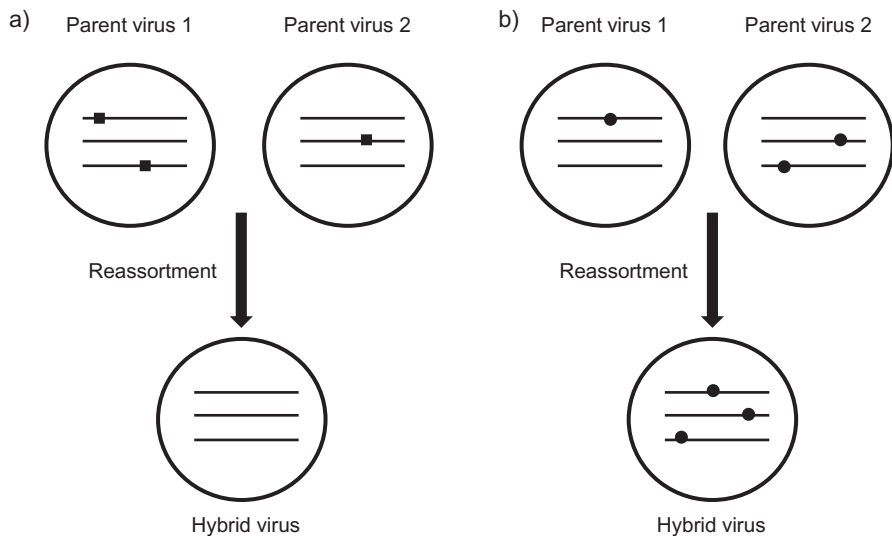 a)
Parent virus 1
Parent virus 2
Reassortment
Hybrid virus
b)
Parent virus 1
Parent virus 2
Reassortment
Hybrid virus